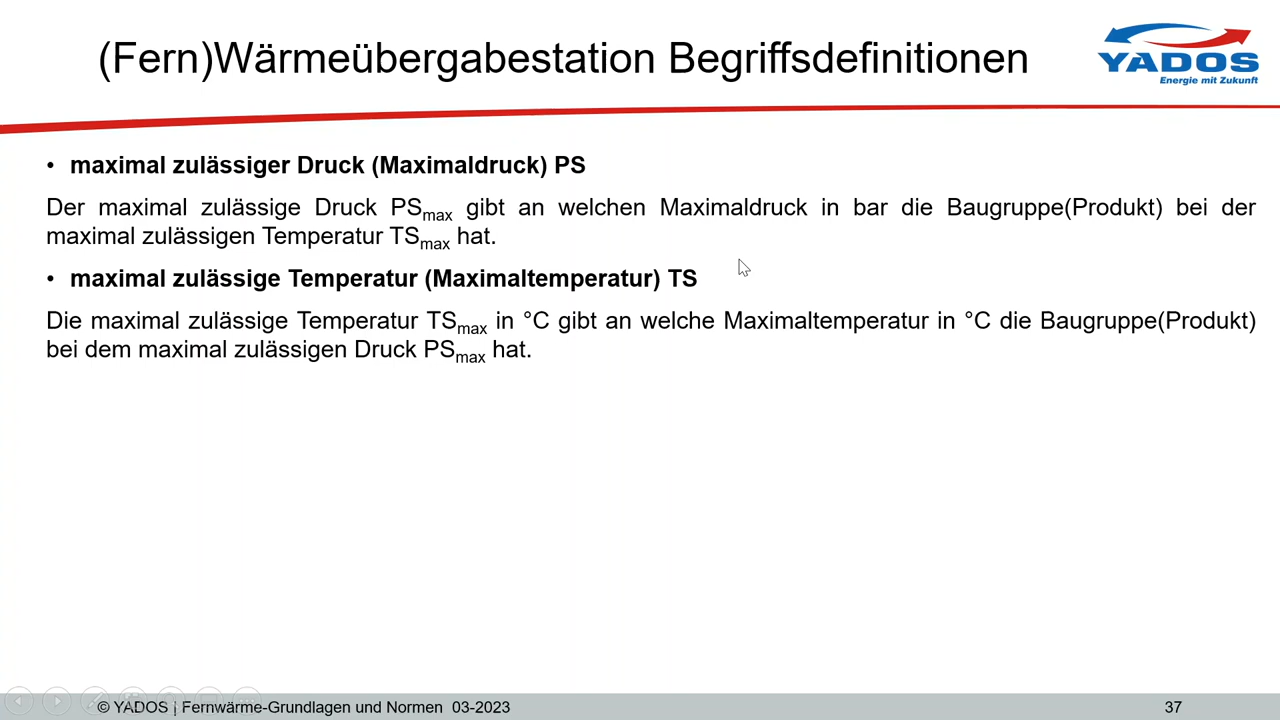 (Fern)Wärmeübergabestation Begriffsdefinitionen
YADOS
Energie mit Zukunft
• maximal zulässiger Druck (Maximaldruck) PS
Der maximal zulässige Druck PSmax gibt an welchen Maximaldruck in bar die Baugruppe(Produkt) bei der
maximal zulässigen Temperatur TSmax hat.
• maximal zulässige Temperatur (Maximaltemperatur) TS
Die maximal zulässige Temperatur TSmax in °C gibt an welche Maximaltemperatur in °C die Baugruppe(Produkt)
bei dem maximal zulässigen Druck PSmax hat.
© YADOS | Fernwärme-Grundlagen und Normen 03-2023
37